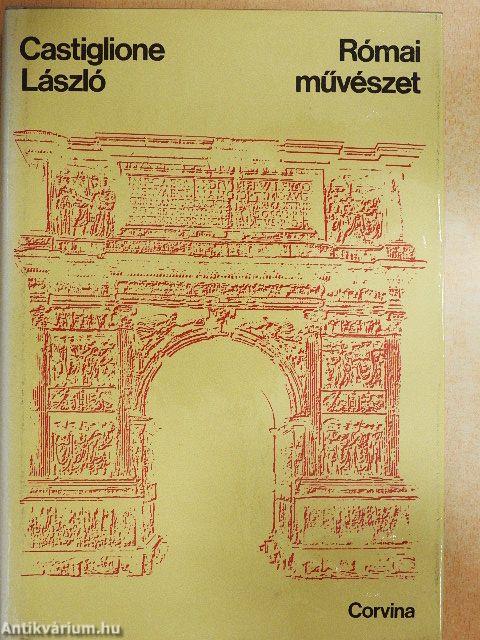 Castiglione
László
Római
művészet
Corvina
Antikvárium.hu